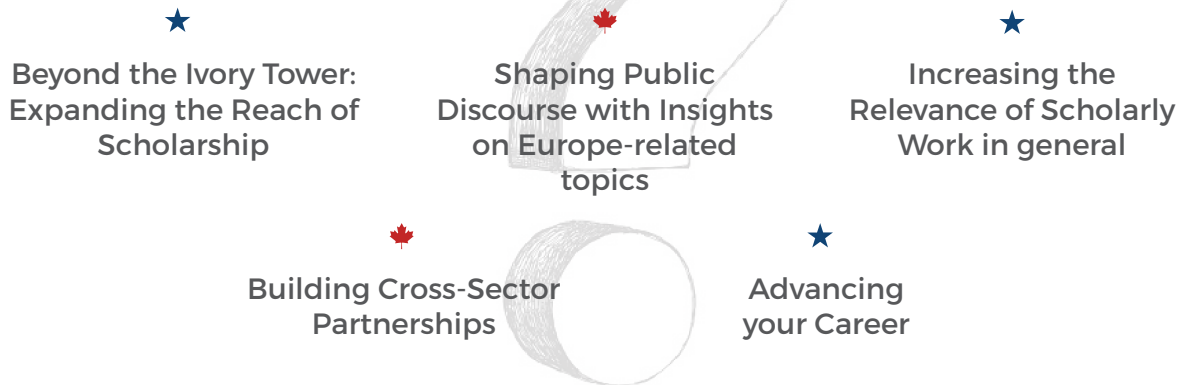 Beyond the Ivory Tower:
Expanding the Reach of
Scholarship
Shaping Public
Discourse with Insights
on Europe-related
topics
Increasing the
Relevance of Scholarly
Work in general
Building Cross-Sector
Partnerships
Advancing
your Career